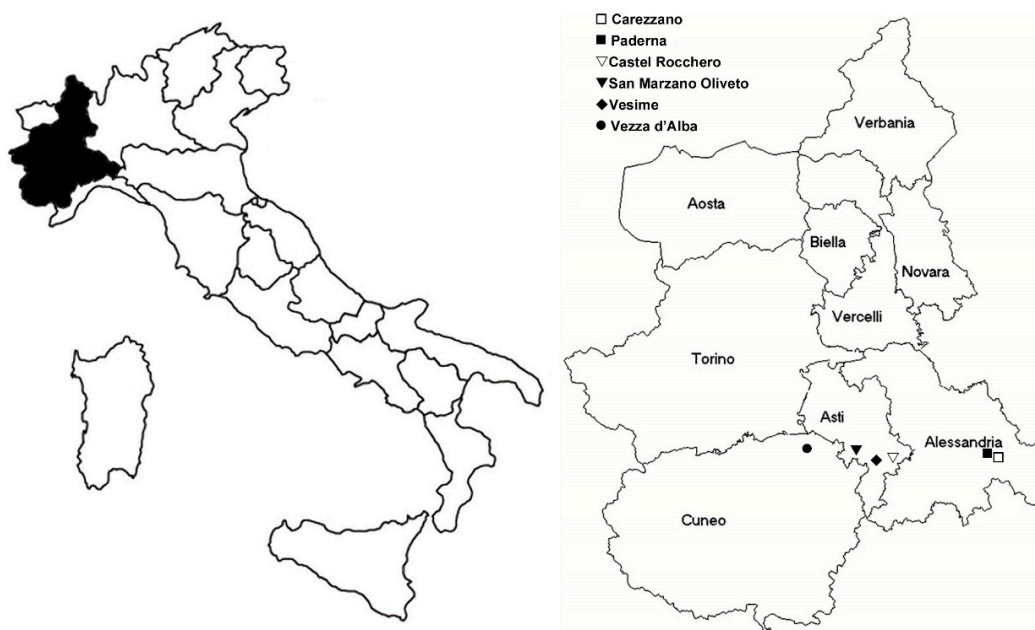 Carezzano
Paderna
Castel Rocchero
San Marzano Oliveto
Vesime
Vezza d'Alba
Verbania
Aosta
Biella
Novara
Vercelli
Torino
Asti
Alessandria
Cuneo